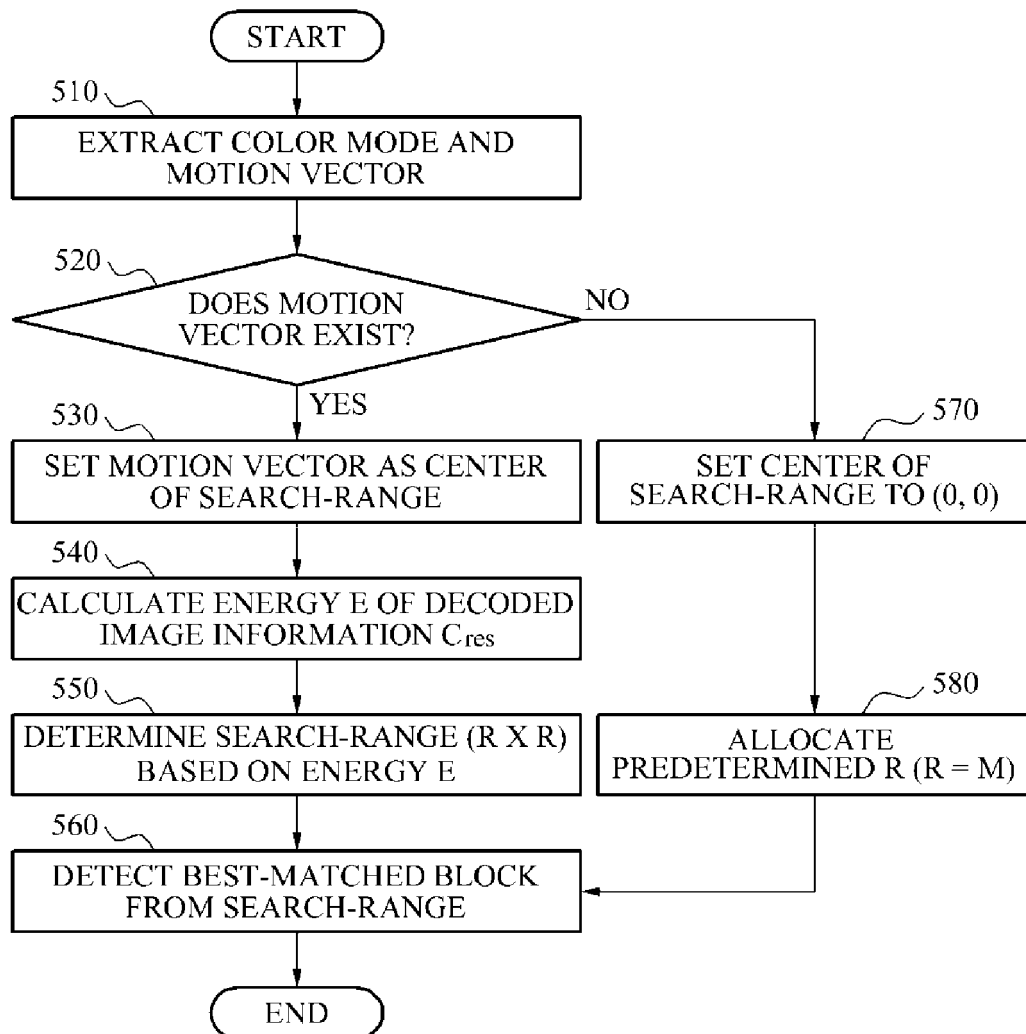 START
510
EXTRACT COLOR MODE AND
MOTION VECTOR
520
DOES MOTION
VECTOR EXIST?
NO
YES
530
SET MOTION VECTOR AS CENTER
OF SEARCH-RANGE
570
SET CENTER OF
SEARCH-RANGE TO (0, 0)
540
CALCULATE ENERGY E OF DECODED
IMAGE INFORMATION Cres
550
DETERMINE SEARCH-RANGE (R X R)
BASED ON ENERGY E
580
ALLOCATE
PREDETERMINED R (R = M)
560
DETECT BEST-MATCHED BLOCK
FROM SEARCH-RANGE
END